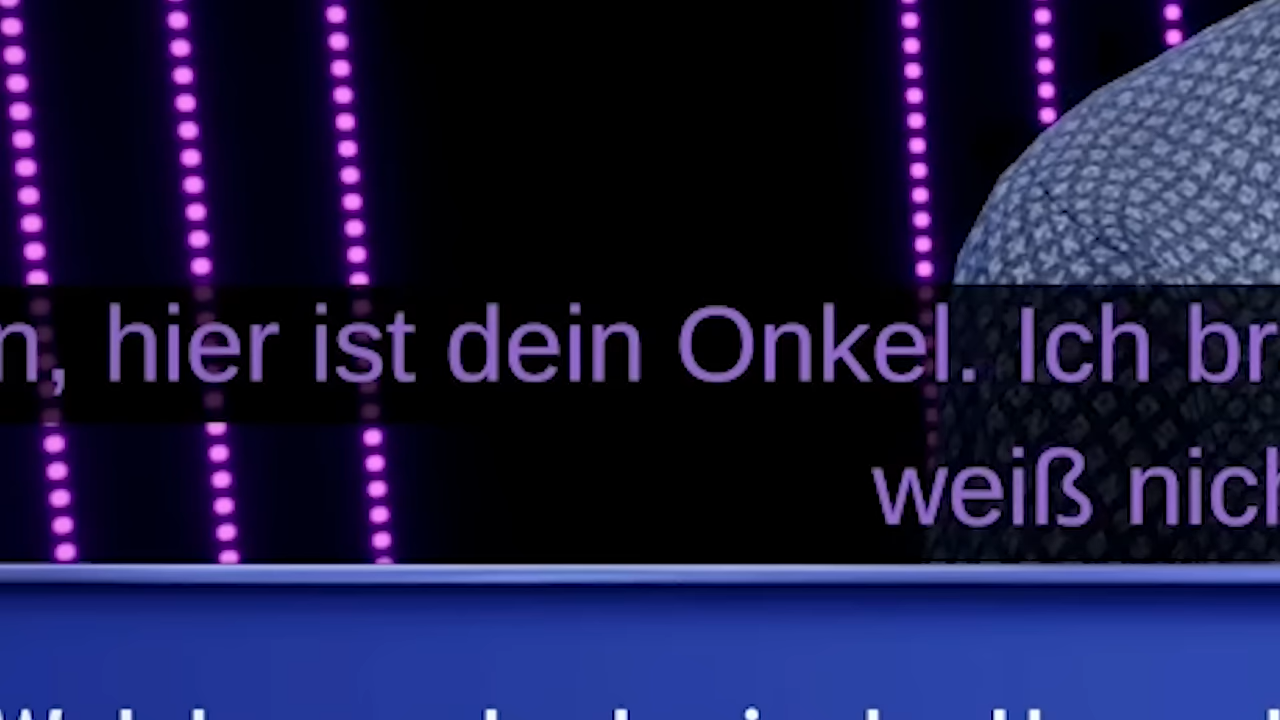 n, hier ist dein Onkel. Ich br
weiß nich